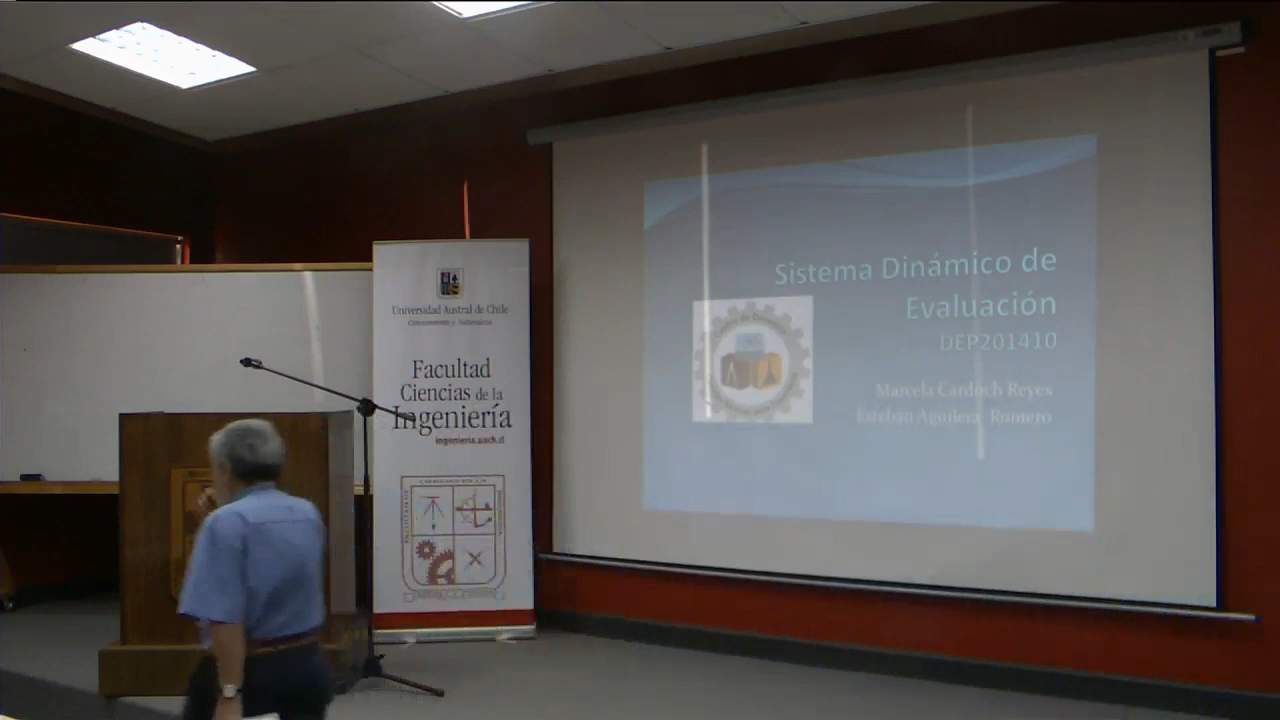 Universidad Austral de Chile
Conocimiento y Naturaleza
Facultad
Ciencias de la
Ingeniería
ingenieria.uach.cl
Sistema Dinámico de
Evaluación
DEP201410
Marcela Cárdoch Reyes
Esteban Aguilera Romero